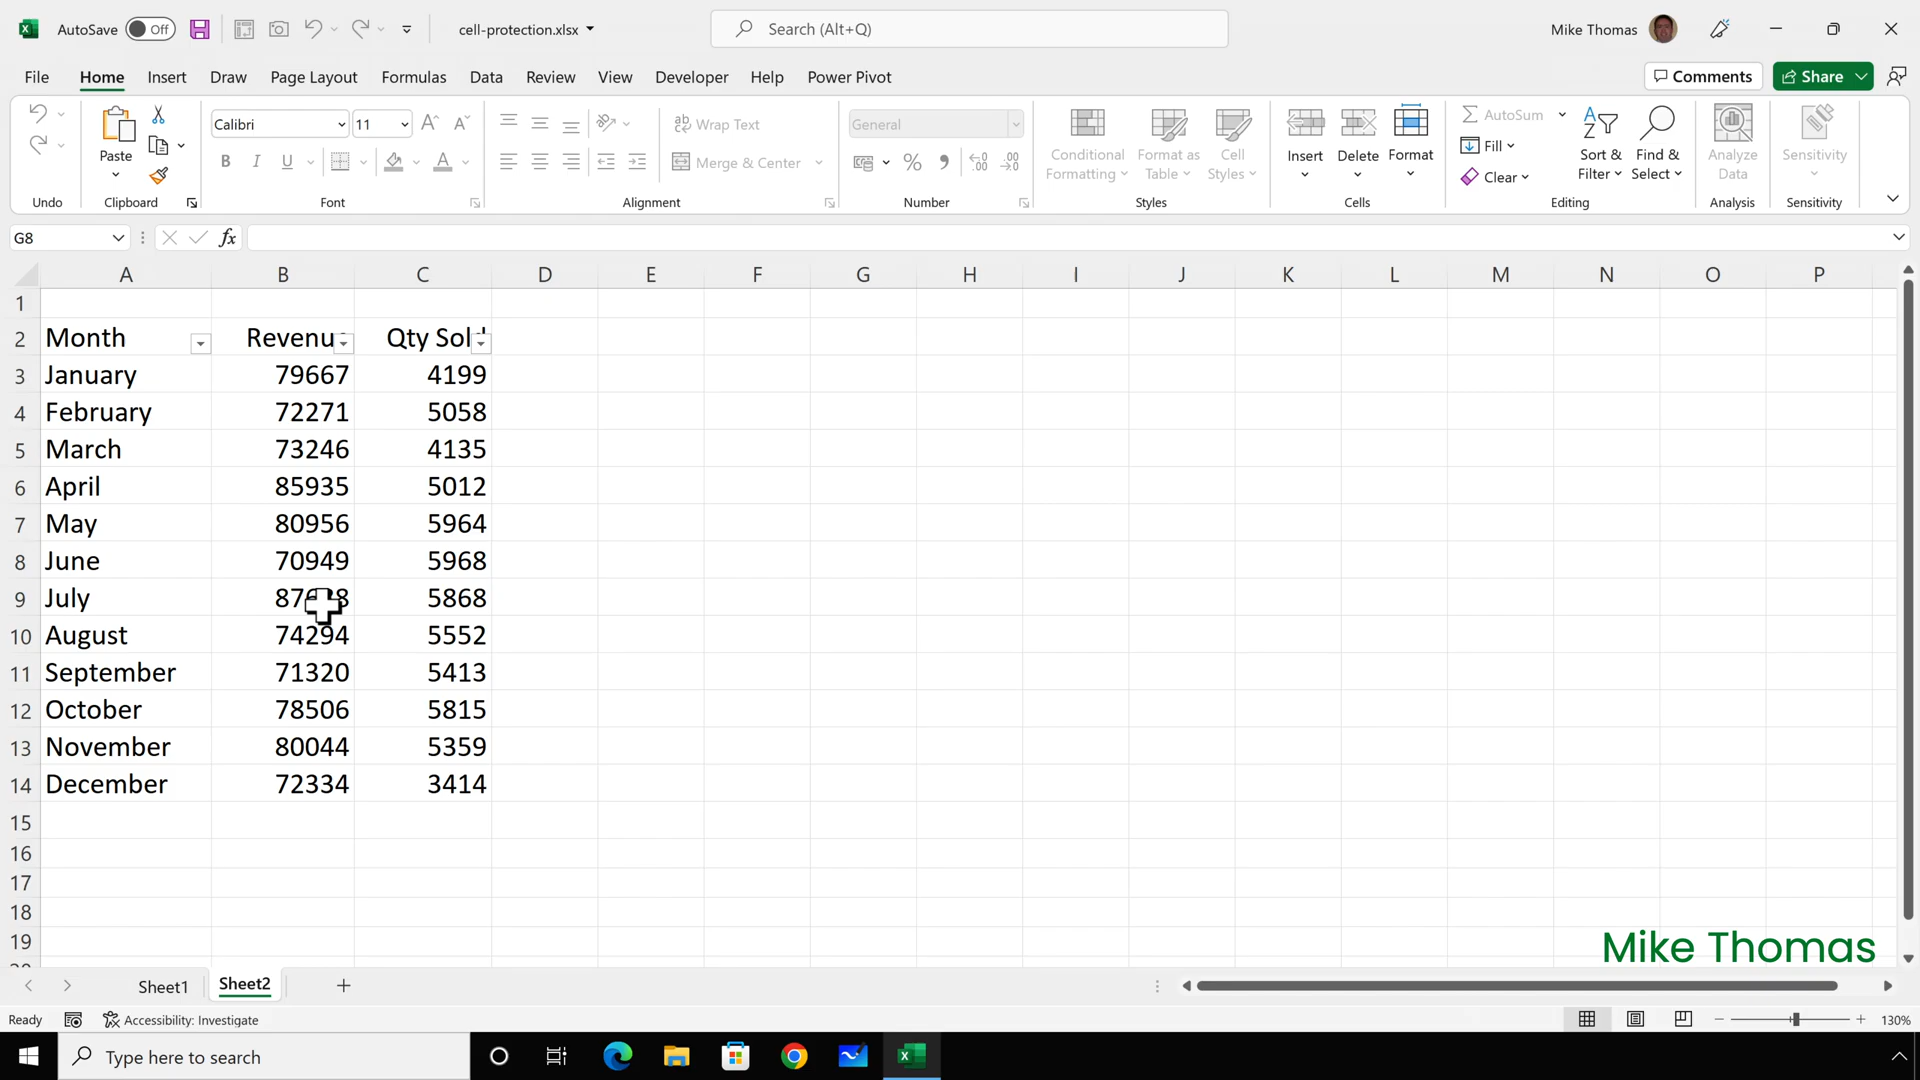 AutoSave Off cell-protection.xlsx Search (Alt+Q) Mike Thomas
File Home Insert Draw Page Layout Formulas Data Review View Developer Help Power Pivot Comments Share
Calibri 11 Wrap Text General AutoSum
Paste B I U Merge & Center % Conditional Formatting Format as Table Cell Styles Insert Delete Format Fill Clear Sort & Filter Find & Select Analyze Data Sensitivity
Undo Clipboard Font Alignment Number Styles Cells Editing Analysis Sensitivity
G8 fx
A B C D E F G H I J K L M N O P
1
2 Month Qty
3 January 79667 4199
4 February 72271 5058
5 March 73246 4135
6 April 85935 5012
7 May 80956 5964
8 June 70949 5968
9 July 5868
10 August 74294 5552
11 September 71320 5413
12 October 78506 5815
13 November 80044 5359
14 December 72334 3414
15
16
17
18
19
Mike Thomas
Sheet1 Sheet2
Ready Accessibility: Investigate 130%
Type here to search